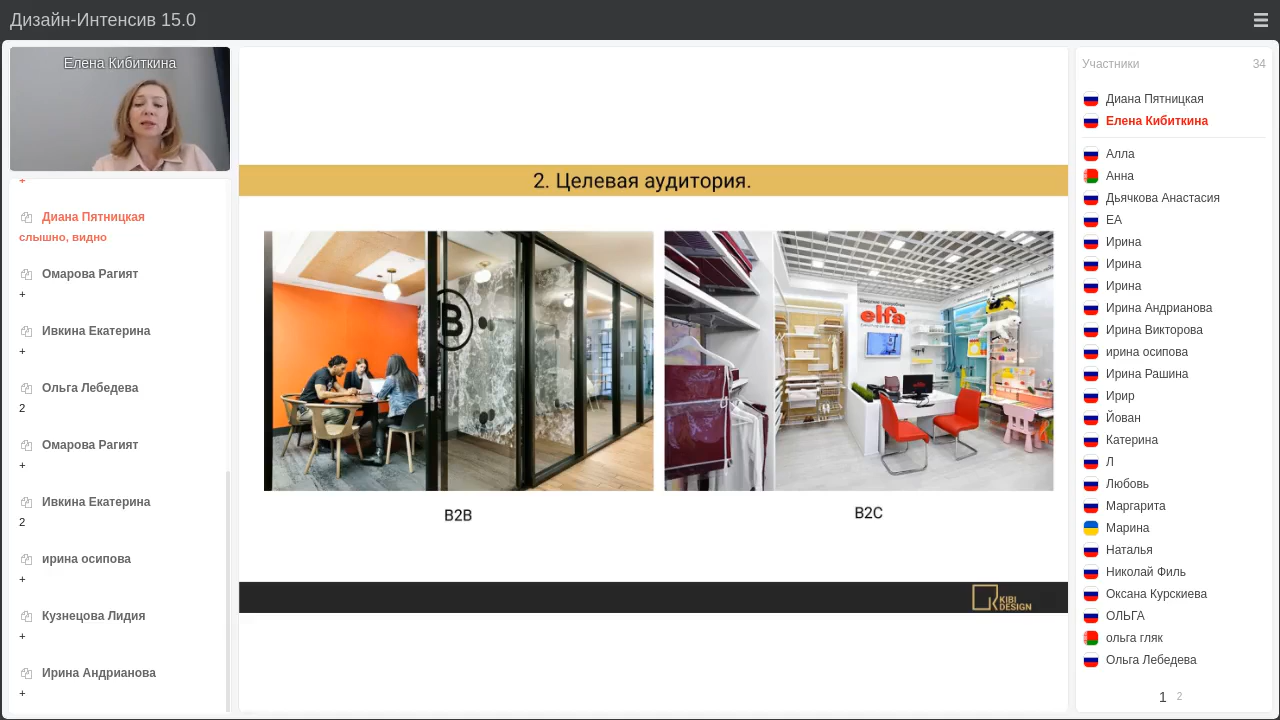 Дизайн-Интенсив 15.0
Елена Кибиткина
+
Диана Пятницкая
слышно, видно
Омарова Рагият
+
Ивкина Екатерина
+
Ольга Лебедева
2
Омарова Рагият
+
Ивкина Екатерина
2
ирина осипова
+
Кузнецова Лидия
+
Ирина Андрианова
+
2. Целевая аудитория.
B
elfa
B2B
B2C
KIBI
DESIGN
Участники 34
Диана Пятницкая
Елена Кибиткина
Алла
Анна
Дьячкова Анастасия
ЕА
Ирина
Ирина
Ирина
Ирина Андрианова
Ирина Викторова
ирина осипова
Ирина Рашина
Ирир
Йован
Катерина
Л
Любовь
Маргарита
Марина
Наталья
Николай Филь
Оксана Курскиева
ОЛЬГА
ольга гляк
Ольга Лебедева
1 2